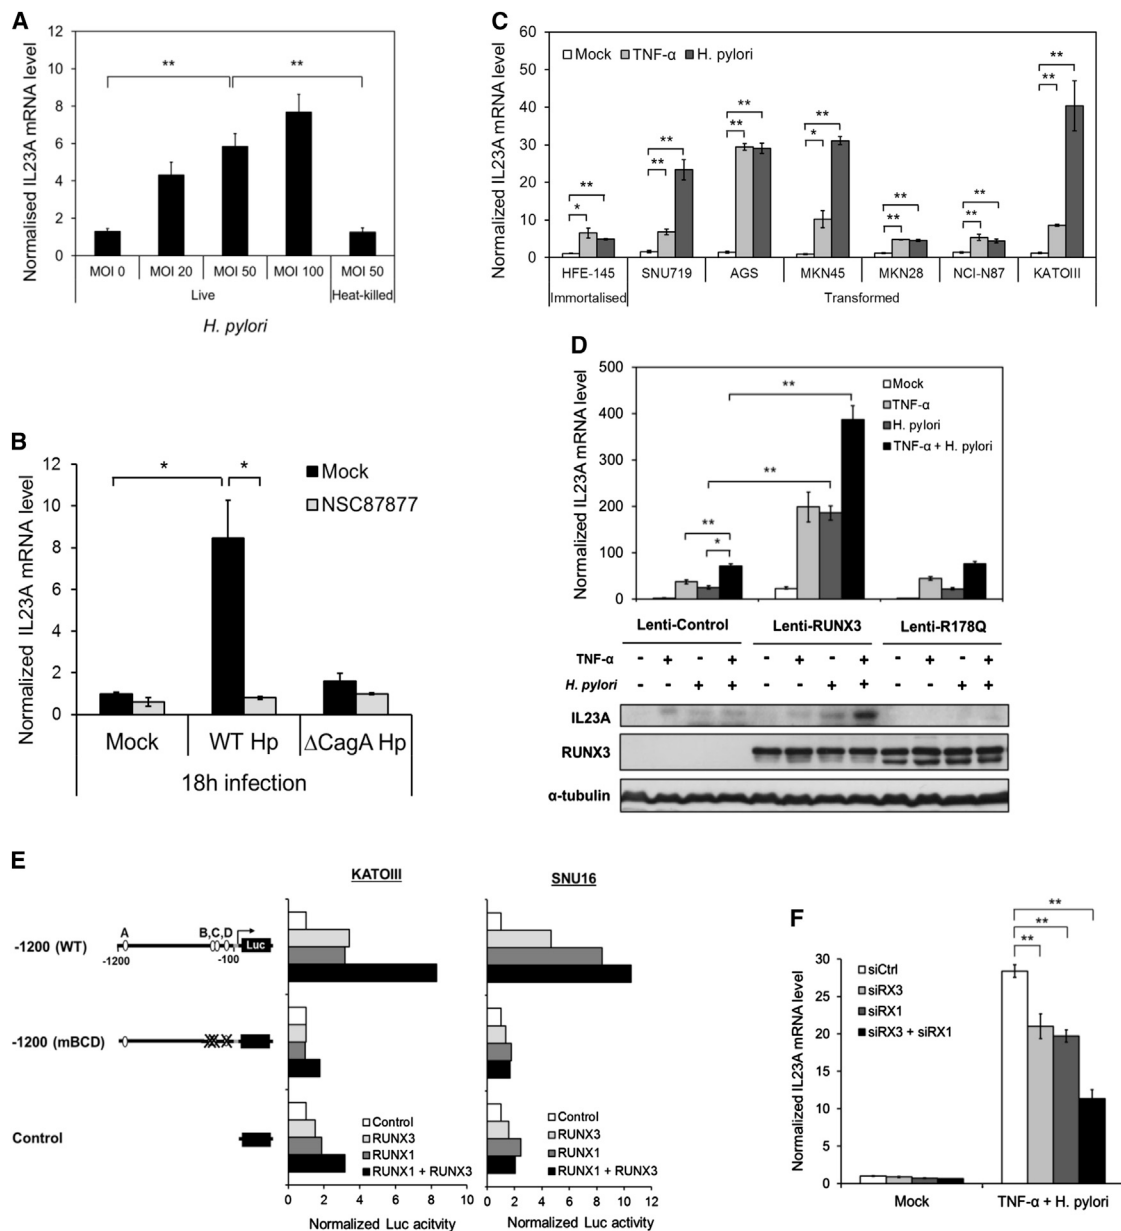 A
Normalised IL23A mRNA level
12
10
8
6
4
2
0
** **
MOI 0 MOI 20 MOI 50 MOI 100 MOI 50
Live Heat-killed
H. pylori
B
Normalized IL23A mRNA level
12
10
8
6
4
2
0
* *
Mock
NSC87877
Mock WT Hp ΔCagA Hp
18h infection
C
Normalized IL23A mRNA level
60
50
40
30
20
10
0
Mock TNF-α H. pylori
**
**
**
**
**
**
**
*
**
*
**
**
**
**
HFE-145 SNU719 AGS MKN45 MKN28 NCI-N87 KATOIII
Immortalised Transformed
D
Normalized IL23A mRNA level
500
400
300
200
100
0
Mock
TNF-α
H. pylori
TNF-α + H. pylori
**
**
**
*
Lenti-Control Lenti-RUNX3 Lenti-R178Q
TNF-α - + - + - + - + - + - +
H. pylori - - + + - - + + - - + +
IL23A
RUNX3
α-tubulin
E
KATOIII SNU16
-1200 (WT)
A B,C,D
Luc
-1200 -100
-1200 (mBCD)
Control
Control
RUNX3
RUNX1
RUNX1 + RUNX3
0 2 4 6 8 10
Normalized Luc acitivity
Control
RUNX3
RUNX1
RUNX1 + RUNX3
0 2 4 6 8 10 12
Normalized Luc activity
F
Normalized IL23A mRNA level
30
25
20
15
10
5
0
siCtrl
siRX3
siRX1
siRX3 + siRX1
**
**
**
Mock TNF-α + H. pylori